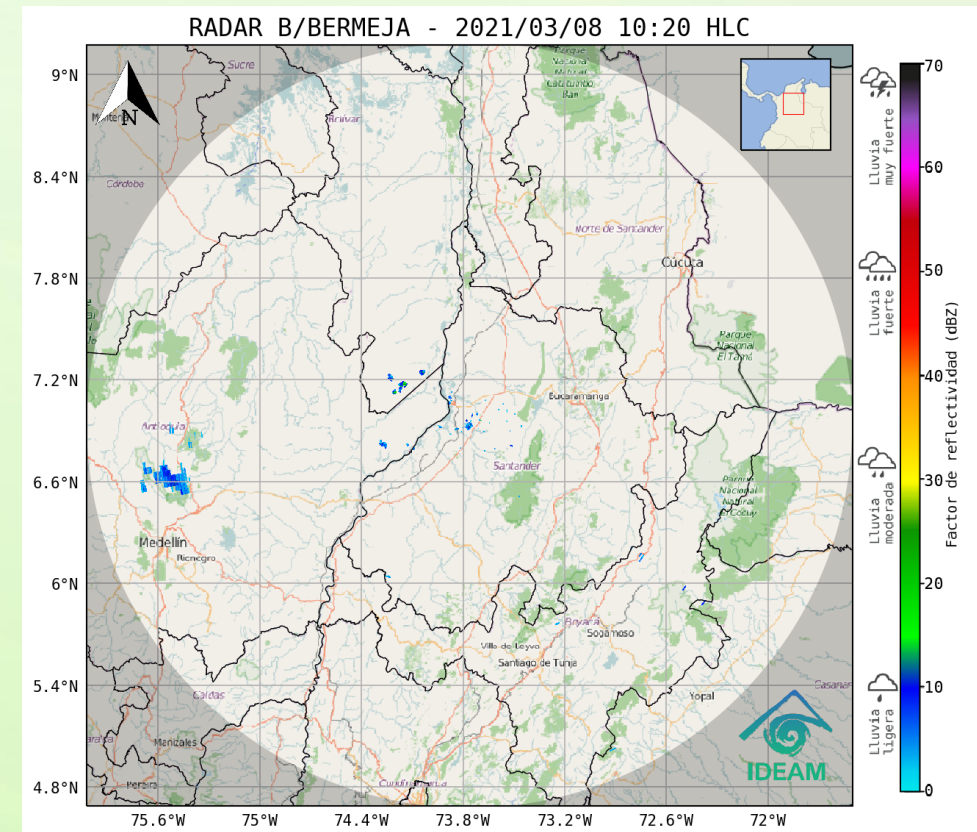 RADAR B/BERMEJA - 2021/03/08 10:20 HLC
9°N
8.4°N
7.8°N
7.2°N
6.6°N
6°N
5.4°N
4.8°N
75.6°W
75°W
74.4°W
73.8°W
73.2°W
72.6°W
72°W
N
Sucre
Bolívar
Córdoba
Parque
Nacional
Natural
Catatumbo
Bari
Norte de Santander
Cúcuta
Parque
Nacional
El Tamá
Bucaramanga
Antioquia
Santander
Parque
Nacional
Natural
El Cocuy
Medellín
Rionegro
Boyacá
Sogamoso
Villa de Leyva
Santiago de Tunja
Yopal
Caldas
Manizales
Pereira
Cundinamarca
Casanar
IDEAM
70
60
50
40
30
20
10
0
Factor de reflectividad (dBZ)
Lluvia
muy fuerte
Lluvia
fuerte
Lluvia
moderada
Lluvia
ligera